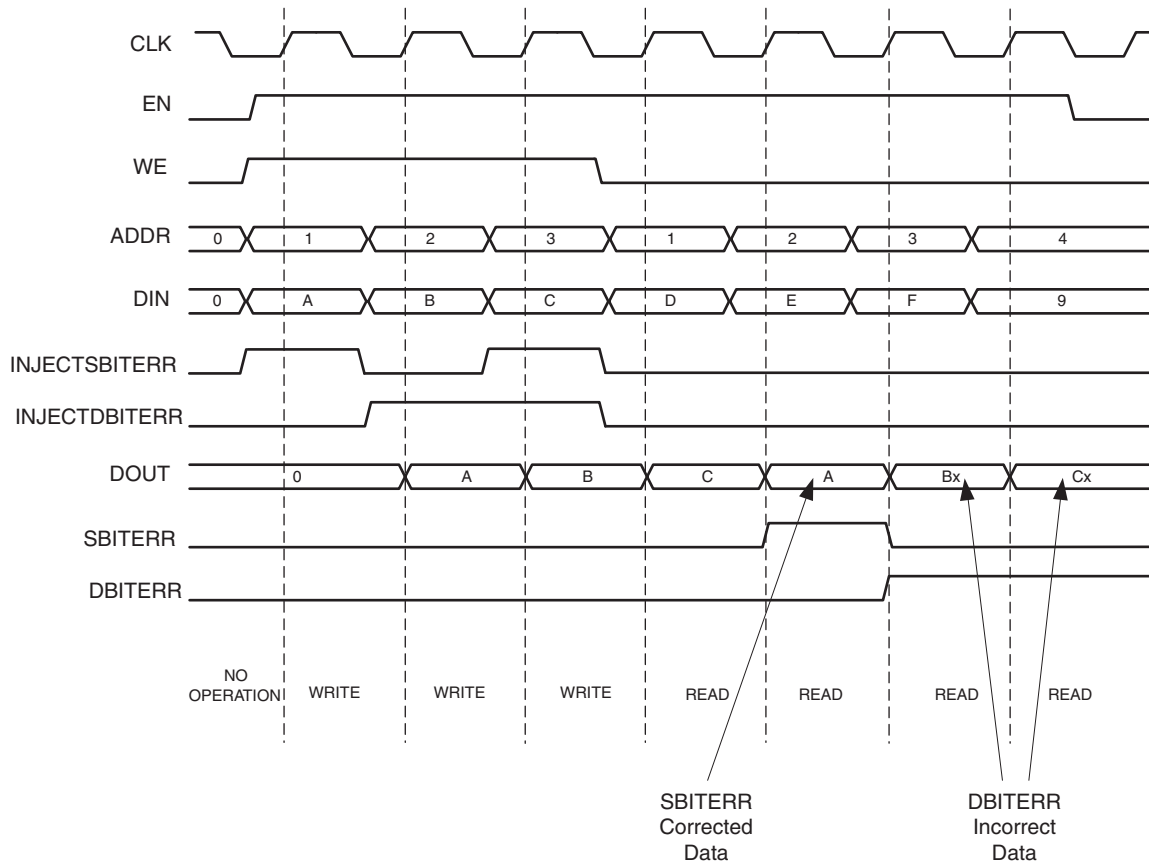 CLK
EN
WE
ADDR 0 1 2 3 1 2 3 4
DIN 0 A B C D E F 9
INJECTSBITERR
INJECTDBITERR
DOUT 0 A B C A Bx Cx
SBITERR
DBITERR
NO
OPERATION WRITE WRITE WRITE READ READ READ READ
SBITERR
Corrected
Data
DBITERR
Incorrect
Data